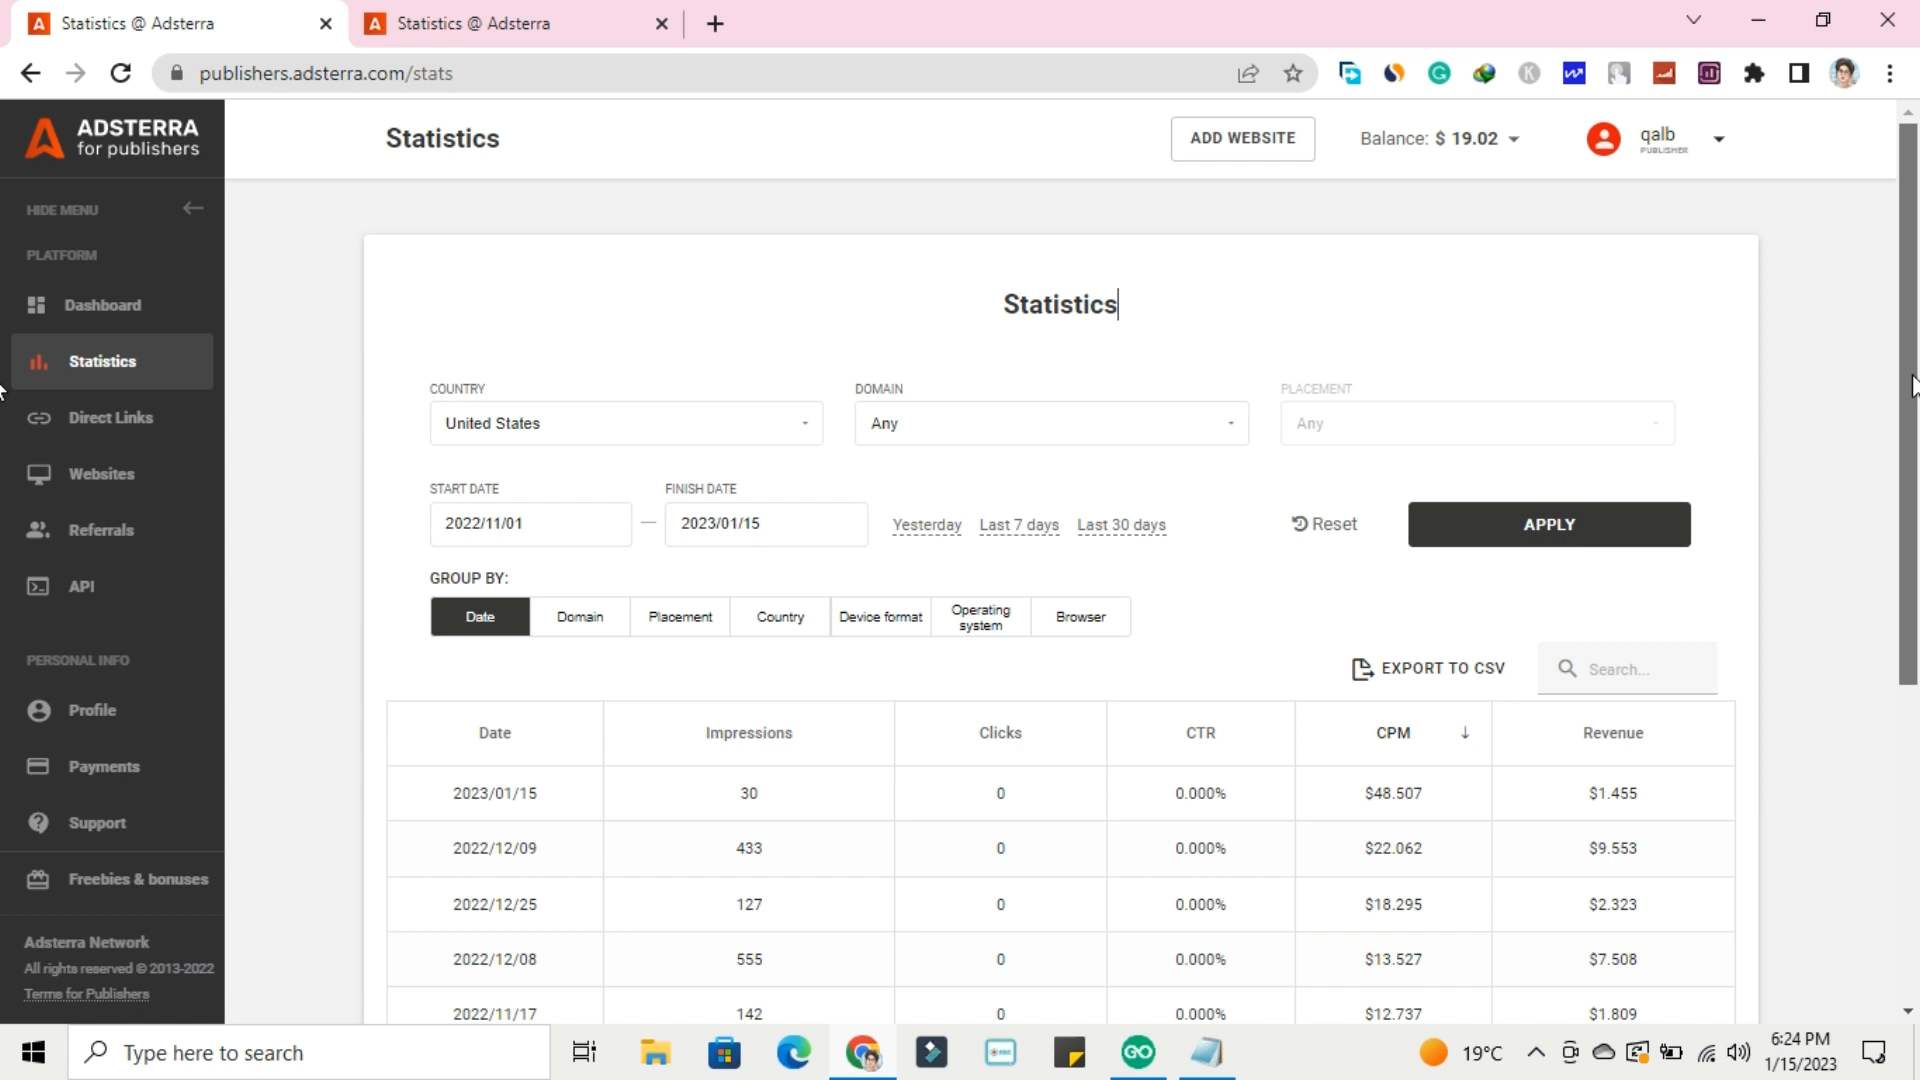 Statistics @ Adsterra
Statistics @ Adsterra
publishers.adsterra.com/stats
ADSTERRA
for publishers
Statistics
ADD WEBSITE
Balance: $ 19.02
qalb
PUBLISHER
HIDE MENU
PLATFORM
Dashboard
Statistics
Direct Links
Websites
Referrals
API
PERSONAL INFO
Profile
Payments
Support
Freebies & bonuses
Adsterra Network
All rights reserved © 2013-2022
Terms for Publishers
Statistics
COUNTRY
DOMAIN
PLACEMENT
United States
Any
Any
START DATE
FINISH DATE
2022/11/01 — 2023/01/15 Yesterday Last 7 days Last 30 days Reset APPLY
GROUP BY:
Date Domain Placement Country Device format Operating system Browser
EXPORT TO CSV
Search...
Date Impressions Clicks CTR CPM ↓ Revenue
2023/01/15 30 0 0.000% $48.507 $1.455
2022/12/09 433 0 0.000% $22.062 $9.553
2022/12/25 127 0 0.000% $18.295 $2.323
2022/12/08 555 0 0.000% $13.527 $7.508
2022/11/17 142 0 0.000% $12.737 $1.809
Type here to search
GO
19°C
6:24 PM
1/15/2023